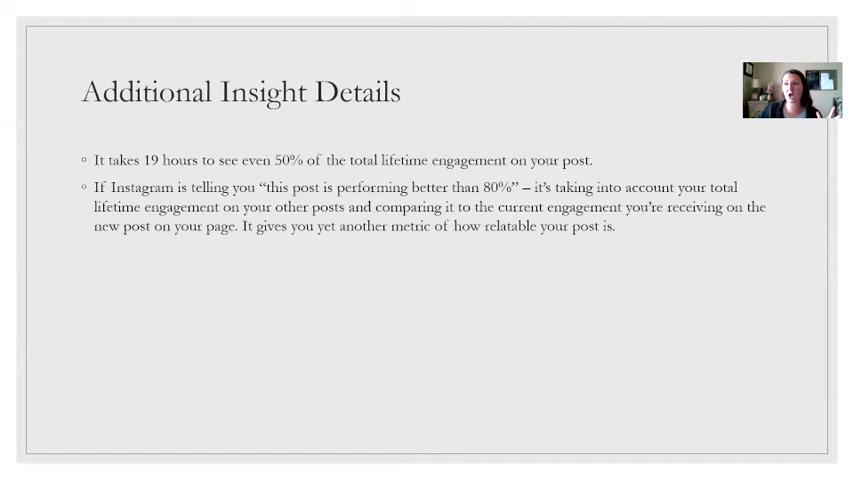 Additional Insight Details
◦ It takes 19 hours to see even 50% of the total lifetime engagement on your post.
◦ If Instagram is telling you “this post is performing better than 80%” – it’s taking into account your total
lifetime engagement on your other posts and comparing it to the current engagement you’re receiving on the
new post on your page. It gives you yet another metric of how relatable your post is.